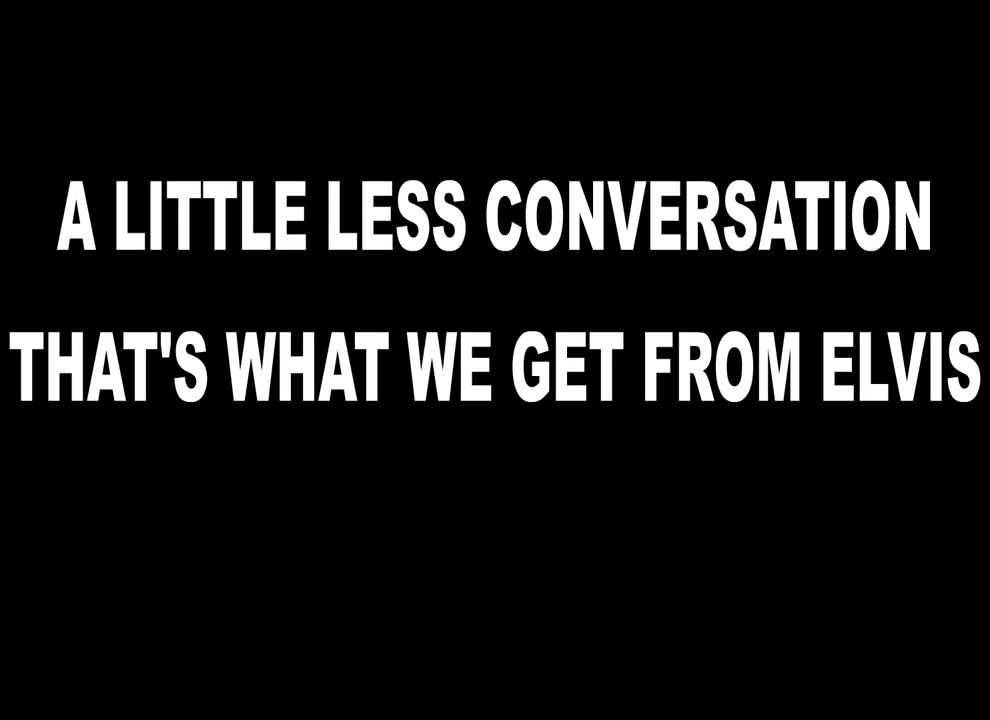 A LITTLE LESS CONVERSATION
THAT'S WHAT WE GET FROM ELVIS